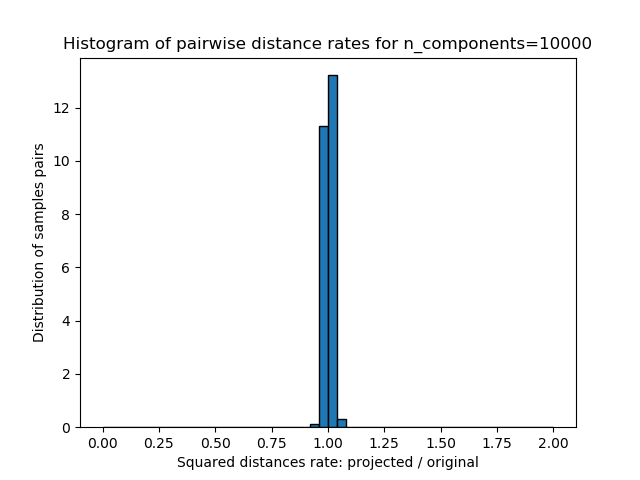 Histogram of pairwise distance rates for n_components=10000
12
10
8
6
4
2
0
Distribution of samples pairs
0.00 0.25 0.50 0.75 1.00 1.25 1.50 1.75 2.00
Squared distances rate: projected / original